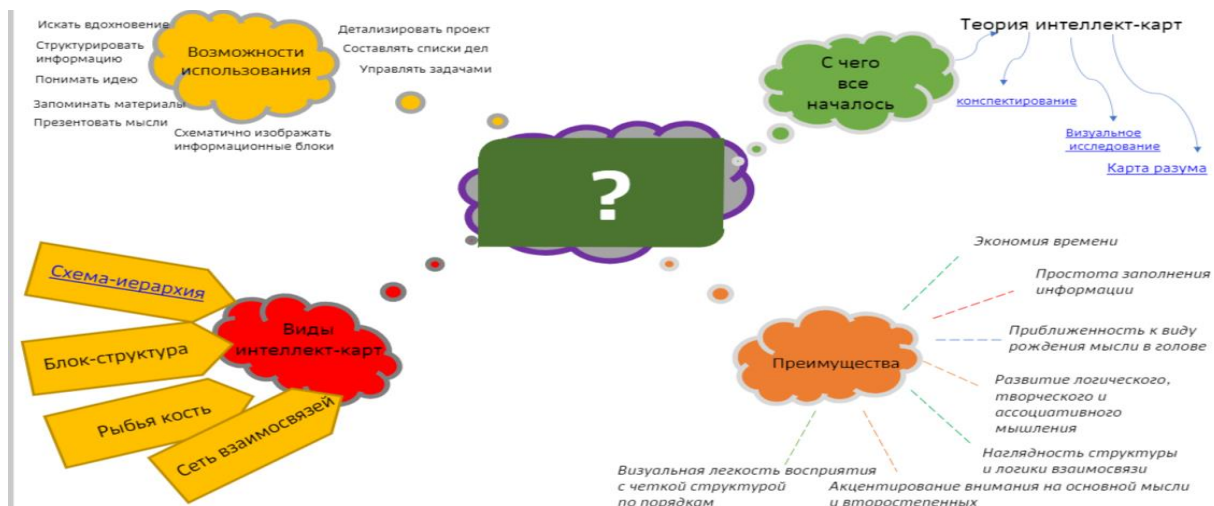 Искать вдохновение
Структурировать
информацию
Понимать идею
Запоминать материалы
Презентовать мысли
Возможности
использования
Детализировать проект
Составлять списки дел
Управлять задачами
Схематично изображать
информационные блоки
С чего
все
началось
Теория интеллект-карт
конспектирование
Визуальное
исследование
Карта разума
?
Схема-иерархия
Блок-структура
Рыбья кость
Сеть взаимосвязей
Виды
интеллект-карт
Преимущества
Экономия времени
Простота заполнения
информации
Приближенность к виду
рождения мысли в голове
Развитие логического,
творческого и
ассоциативного
мышления
Наглядность структуры
и логики взаимосвязи
Акцентирование внимания на основной мысли
и второстепенных
Визуальная легкость восприятия
с четкой структурой
по порядкам